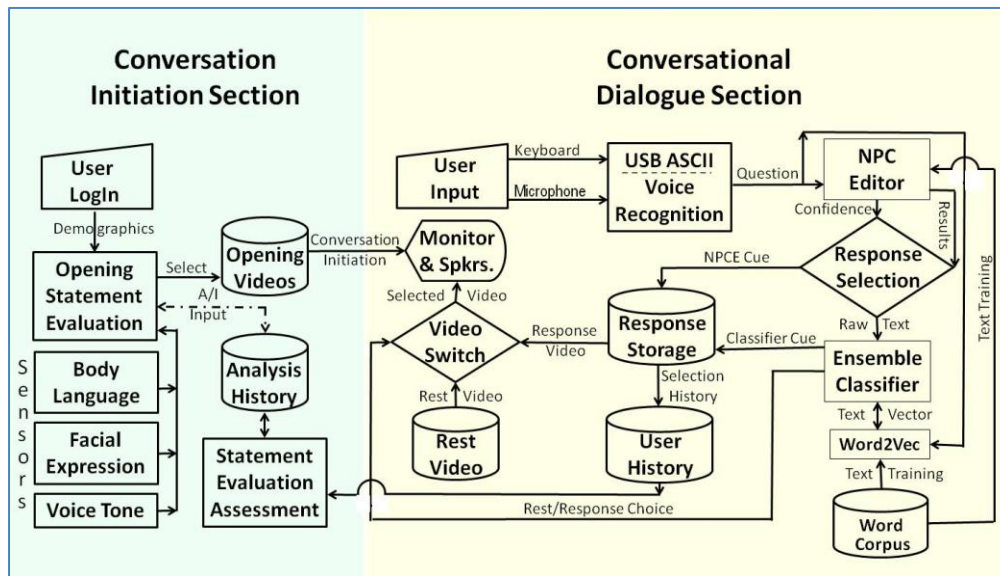 Conversation
Initiation Section
User
LogIn
Demographics
Opening
Statement
Evaluation
Select
A/I
Input
Opening
Videos
Conversation
Initiation
Analysis
History
Sensors
Body
Language
Facial
Expression
Voice Tone
Statement
Evaluation
Assessment
Conversational
Dialogue Section
User
Input
Keyboard
Microphone
USB ASCII
Voice
Recognition
Question
NPC
Editor
Confidence
Results
Monitor
& Spkrs.
Selected Video
NPCE Cue
Response
Selection
Text Training
Video
Switch
Response
Video
Response
Storage
Classifier Cue
Raw Text
Ensemble
Classifier
Rest Video
Rest
Video
Selection
History
User
History
Text Vector
Word2Vec
Text Training
Rest/Response Choice
Word
Corpus